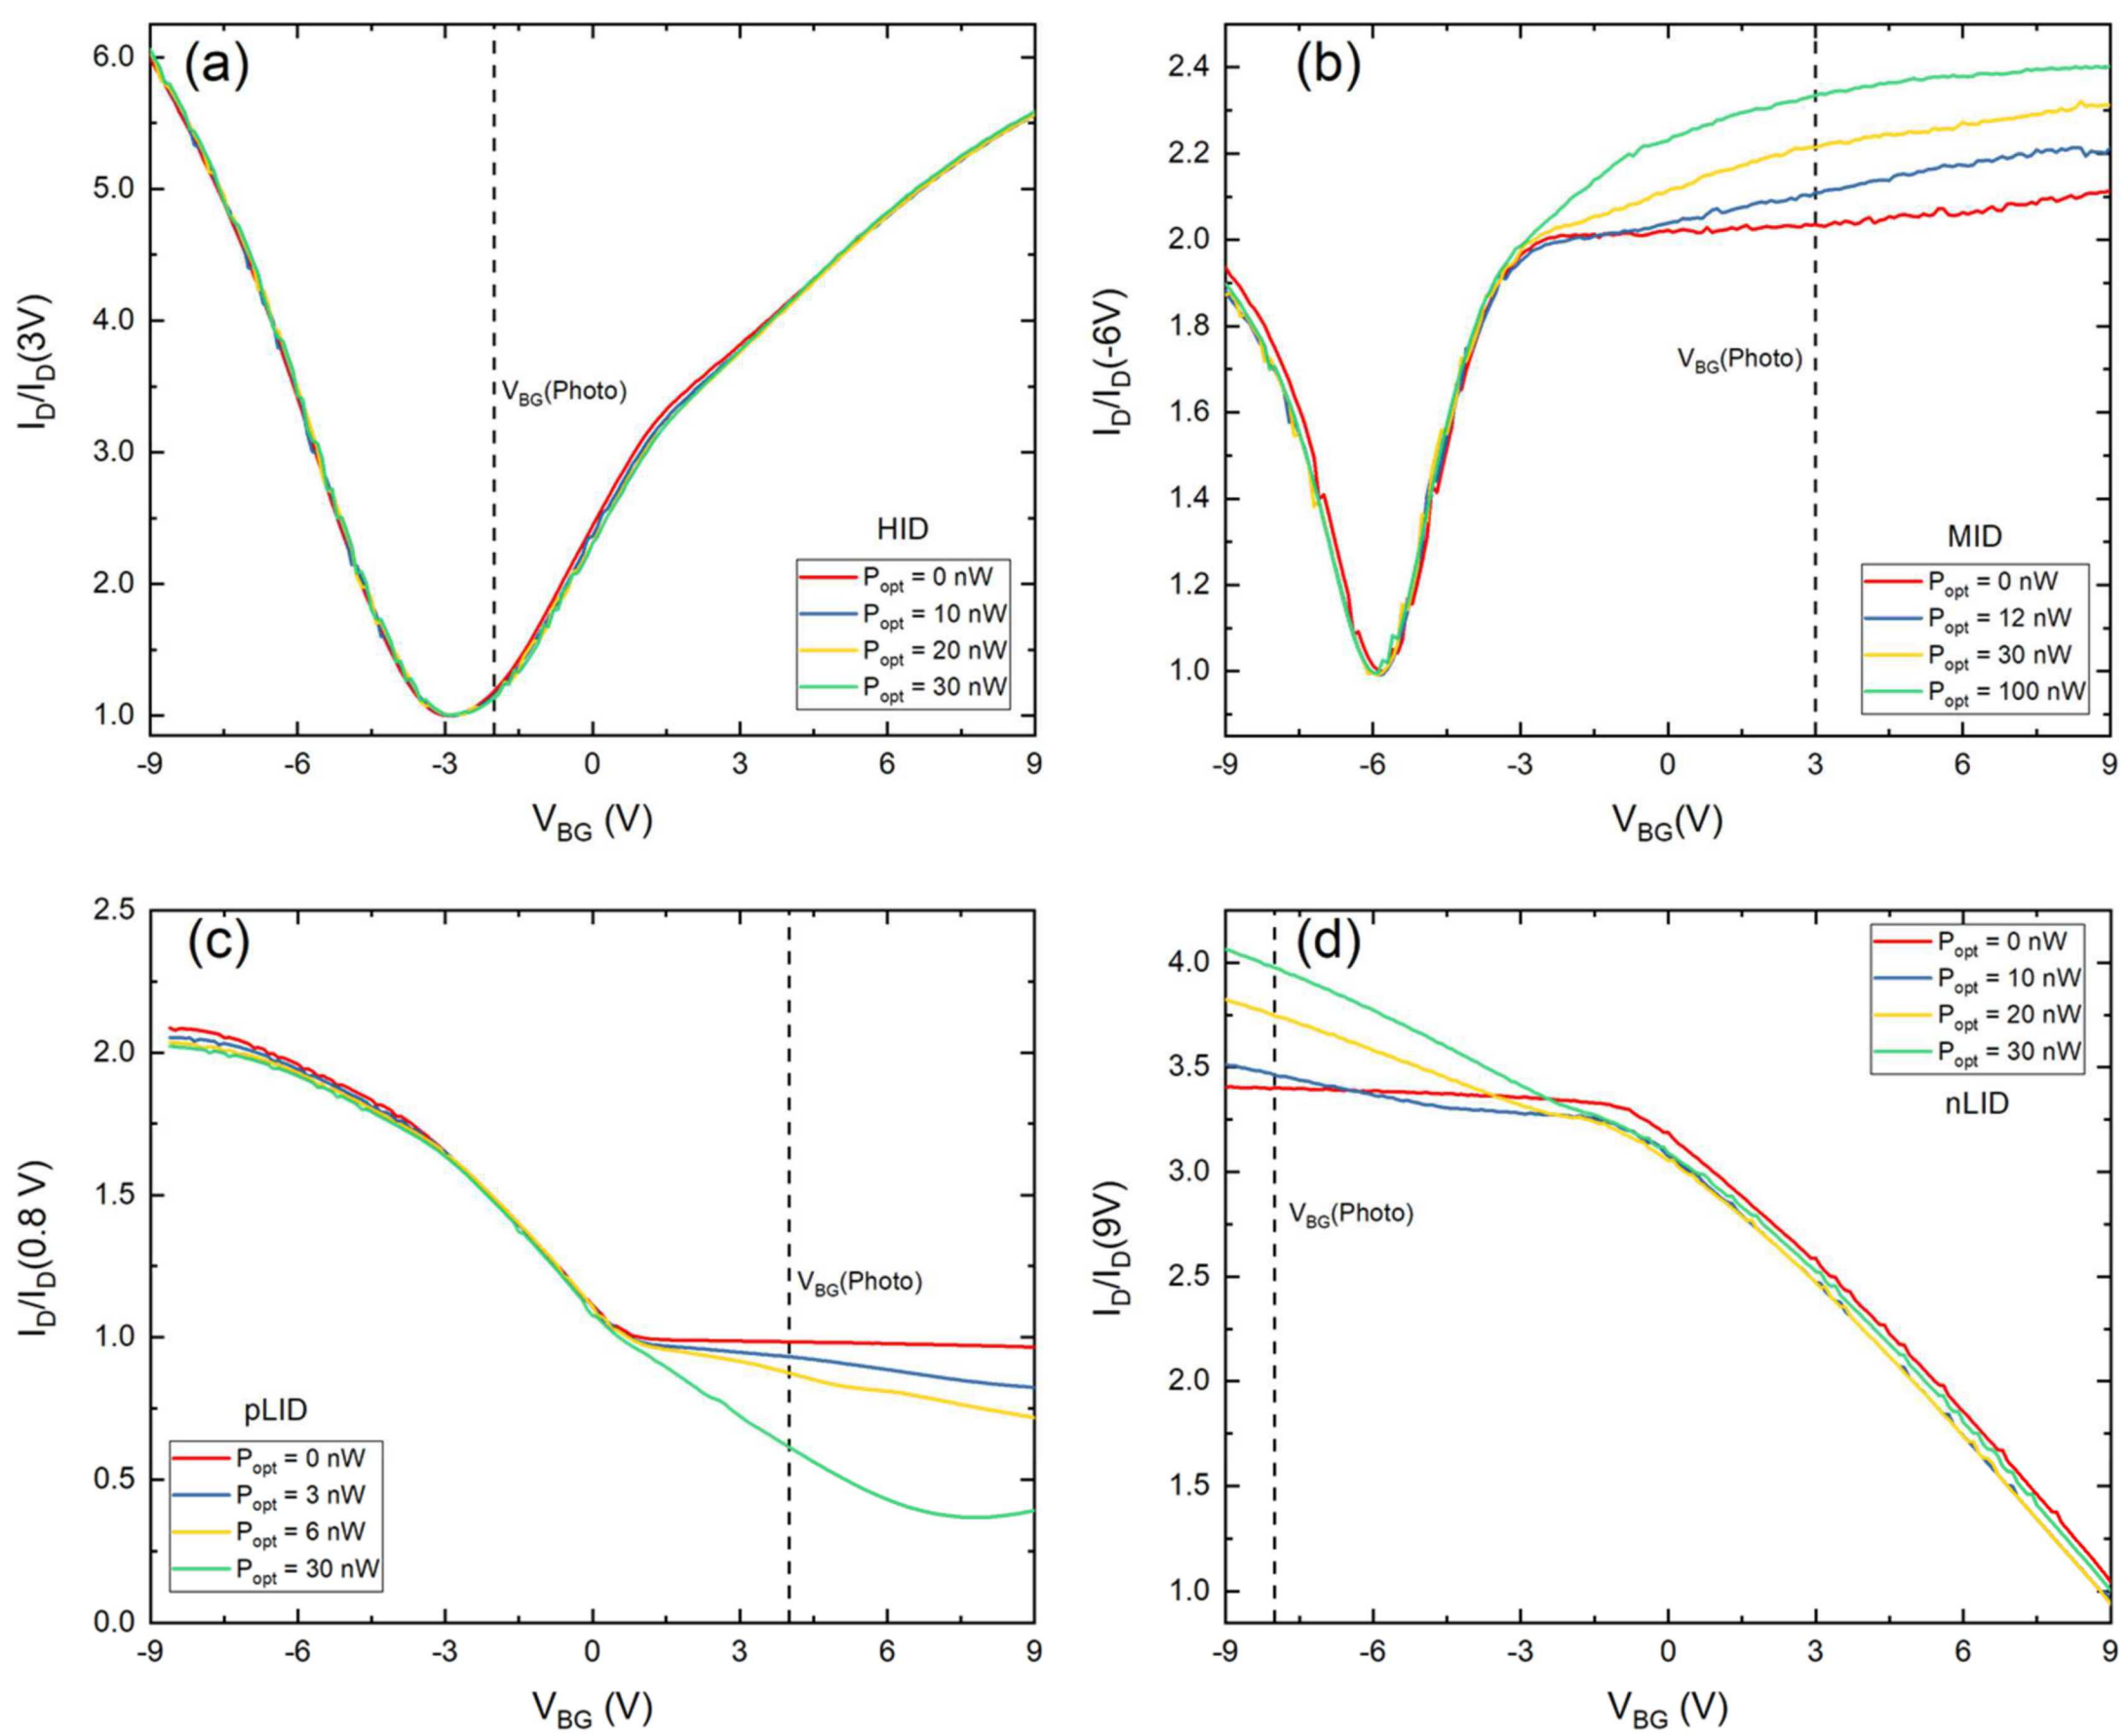 (a)
6.0
5.0
4.0
3.0
2.0
1.0
I_D/I_D(3V)
V_BG(Photo)
HID
P_opt = 0 nW
P_opt = 10 nW
P_opt = 20 nW
P_opt = 30 nW
-9 -6 -3 0 3 6 9
V_BG (V)
(b)
2.4
2.2
2.0
1.8
1.6
1.4
1.2
1.0
I_D/I_D(-6V)
V_BG(Photo)
MID
P_opt = 0 nW
P_opt = 12 nW
P_opt = 30 nW
P_opt = 100 nW
-9 -6 -3 0 3 6 9
V_BG(V)
(c)
2.5
2.0
1.5
1.0
0.5
0.0
I_D/I_D(0.8 V)
V_BG(Photo)
pLID
P_opt = 0 nW
P_opt = 3 nW
P_opt = 6 nW
P_opt = 30 nW
-9 -6 -3 0 3 6 9
V_BG (V)
(d)
4.0
3.5
3.0
2.5
2.0
1.5
1.0
I_D/I_D(9V)
P_opt = 0 nW
P_opt = 10 nW
P_opt = 20 nW
P_opt = 30 nW
nLID
V_BG(Photo)
-9 -6 -3 0 3 6 9
V_BG (V)